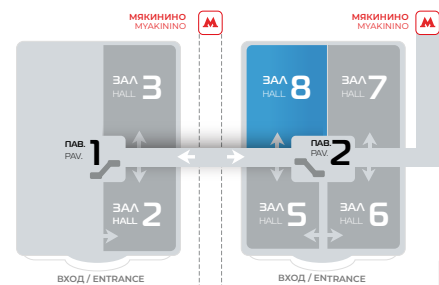 МЯКИНИНО
MYAKININO
МЯКИНИНО
MYAKININO
ЗАЛ 3
HALL
ЗАЛ 8
HALL
ЗАЛ 7
HALL
ПАВ. 1
PAV.
ПАВ. 2
PAV.
ЗАЛ 2
HALL
ЗАЛ 5
HALL
ЗАЛ 6
HALL
ВХОД / ENTRANCE
ВХОД / ENTRANCE